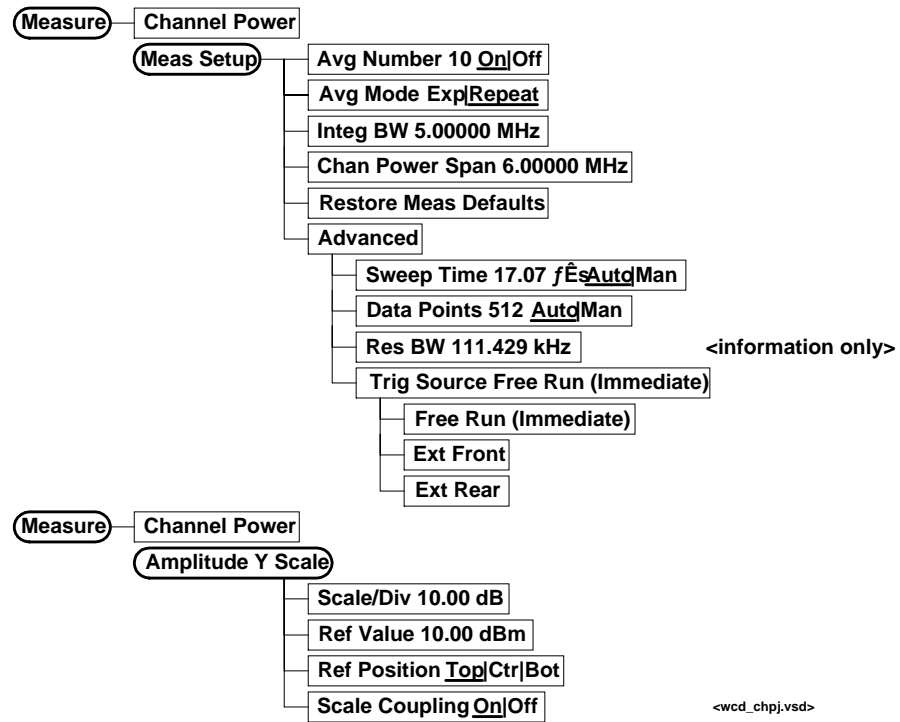 Measure Channel Power
Meas Setup Avg Number 10 On|Off
Avg Mode Exp|Repeat
Integ BW 5.00000 MHz
Chan Power Span 6.00000 MHz
Restore Meas Defaults
Advanced
Sweep Time 17.07 ƒÊsAuto|Man
Data Points 512 Auto|Man
Res BW 111.429 kHz <information only>
Trig Source Free Run (Immediate)
Free Run (Immediate)
Ext Front
Ext Rear
Measure Channel Power
Amplitude Y Scale
Scale/Div 10.00 dB
Ref Value 10.00 dBm
Ref Position Top|Ctr|Bot
Scale Coupling On|Off <wcd_chpj.vsd>